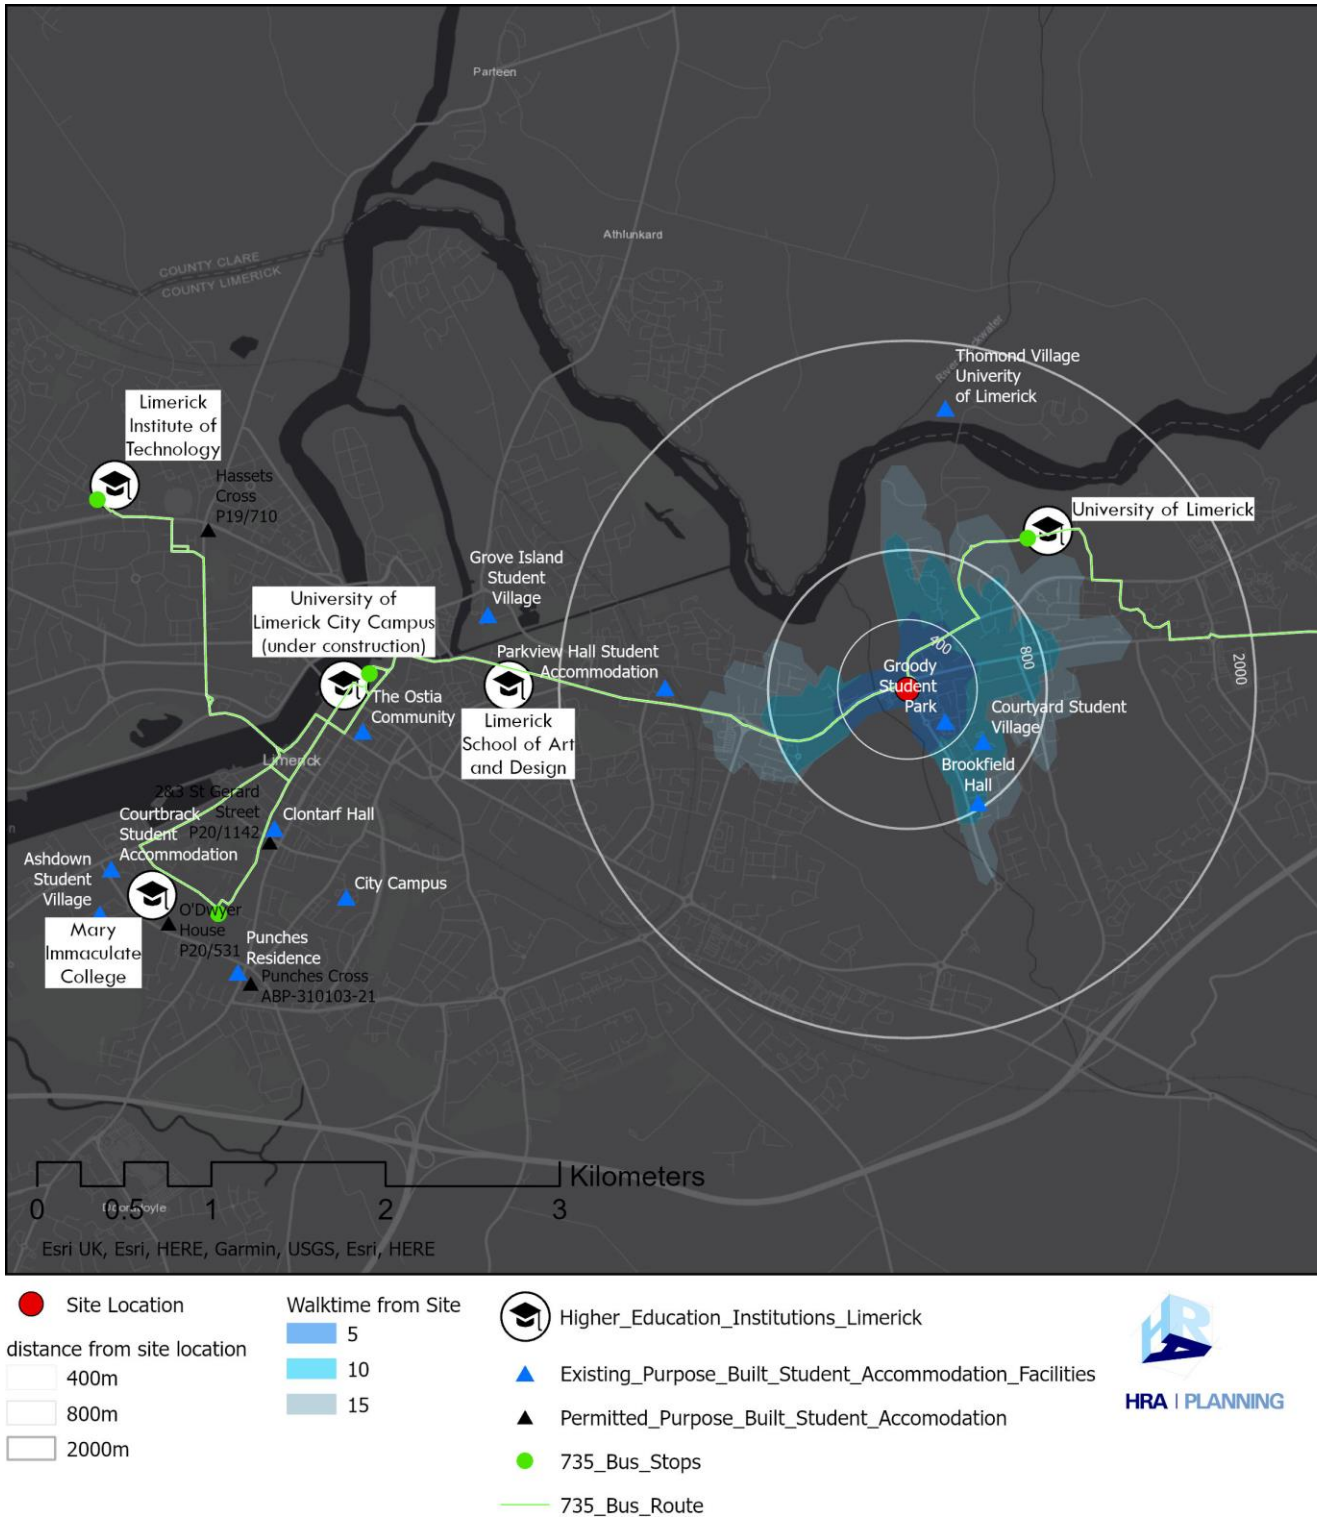 Parteen
Athlunkard
COUNTY CLARE
COUNTY LIMERICK
Thomond Village
Univerity
of Limerick
Limerick
Institute of
Technology
Hassets
Cross
P19/710
University of Limerick
Grove Island
Student
Village
University of
Limerick City Campus
(under construction)
Parkview Hall Student
Accommodation
400
800
2000
Groody
Student
Park
The Ostia
Community
Courtyard Student
Village
Limerick
School of Art
and Design
Brookfield
Hall
Limerick
2&3 St Gerard
Street
P20/1142
Clontarf Hall
Courtbrack
Student
Accommodation
Ashdown
Student
Village
City Campus
O'Dwyer
House
P20/531
Mary
Immaculate
College
Punches
Residence
Punches Cross
ABP-310103-21
Kilometers
0 0.5 1 2 3
Esri UK, Esri, HERE, Garmin, USGS, Esri, HERE
Site Location
distance from site location
400m
800m
2000m
Walktime from Site
5
10
15
Higher_Education_Institutions_Limerick
Existing_Purpose_Built_Student_Accommodation_Facilities
Permitted_Purpose_Built_Student_Accomodation
735_Bus_Stops
735_Bus_Route
HRA
HRA | PLANNING